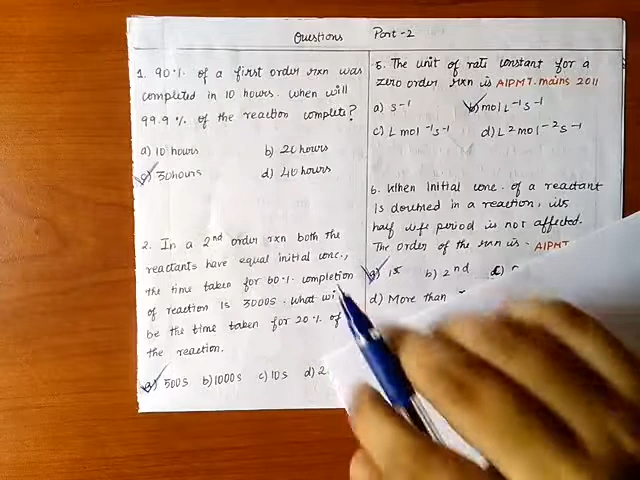 Questions Part-2
1. 90% of a first order rxn was
completed in 10 hours. When will
99.9% of the reaction complete?
a) 10 hours b) 20 hours
c) 30hours d) 40 hours
2. In a 2nd order rxn both the
reactants have equal initial conc.,
the time taken for 60% completion
of reaction is 3000s. What
be the time taken for 20% of
the reaction.
a) 500s b) 1000s c) 10s d) 2
5. The unit of rate constant for a
zero order rxn is AIPMT-mains 2011
a) s⁻¹ b) mol L⁻¹ s⁻¹
c) L mol⁻¹ s⁻¹ d) L² mol⁻² s⁻¹
6. When initial conc. of a reactant
is doubled in a reaction, its
half life period is not affected.
The order of the rxn is - AIPMT
a) 1st b) 2nd c)
d) More than